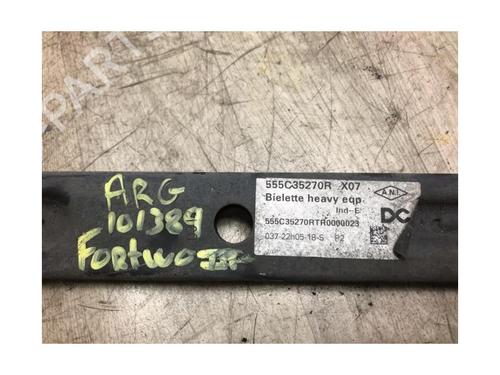 ARG
101389
FORTWO
555C35270R X07
Bielette heavy eqp
Ind-E
555C35270RTR0000023
037-22h05-18-S P2
A.N.I.
DC